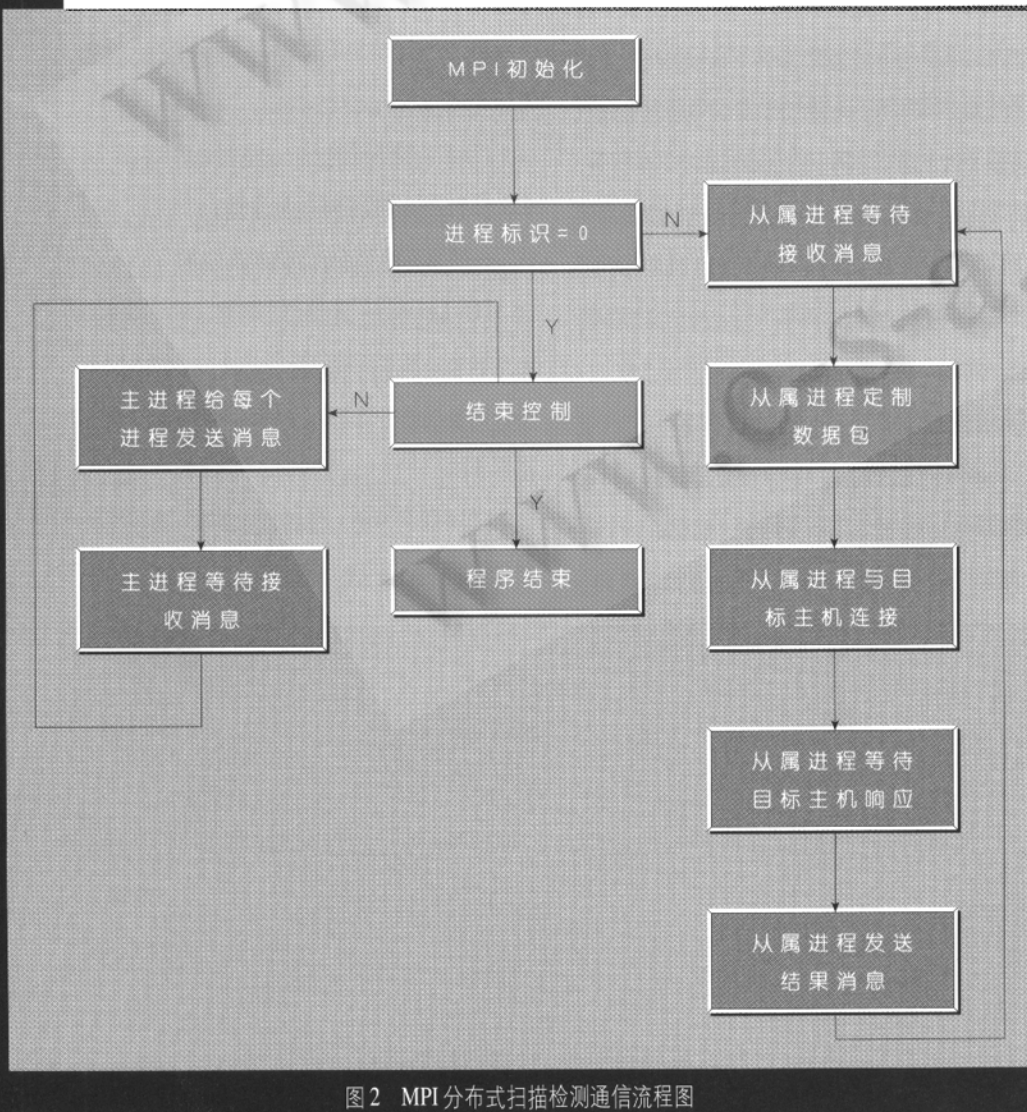 MPI初始化
进程标识=0
N
从属进程等待
接收消息
Y
主进程给每个
进程发送消息
N
结束控制
从属进程定制
数据包
Y
主进程等待接
收消息
程序结束
从属进程与目
标主机连接
从属进程等待
目标主机响应
从属进程发送
结果消息
图2 MPI分布式扫描检测通信流程图